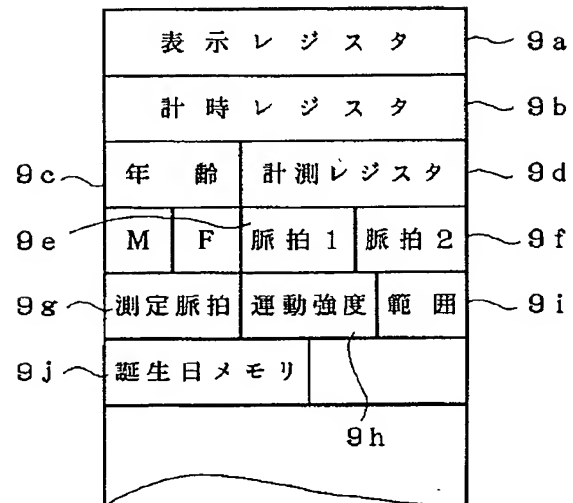 表示レジスタ 9a
計時レジスタ 9b
9c 年齢 計測レジスタ 9d
9e M F 脈拍1 脈拍2 9f
9g 測定脈拍 運動強度 範囲 9i
9j 誕生日メモリ
9h